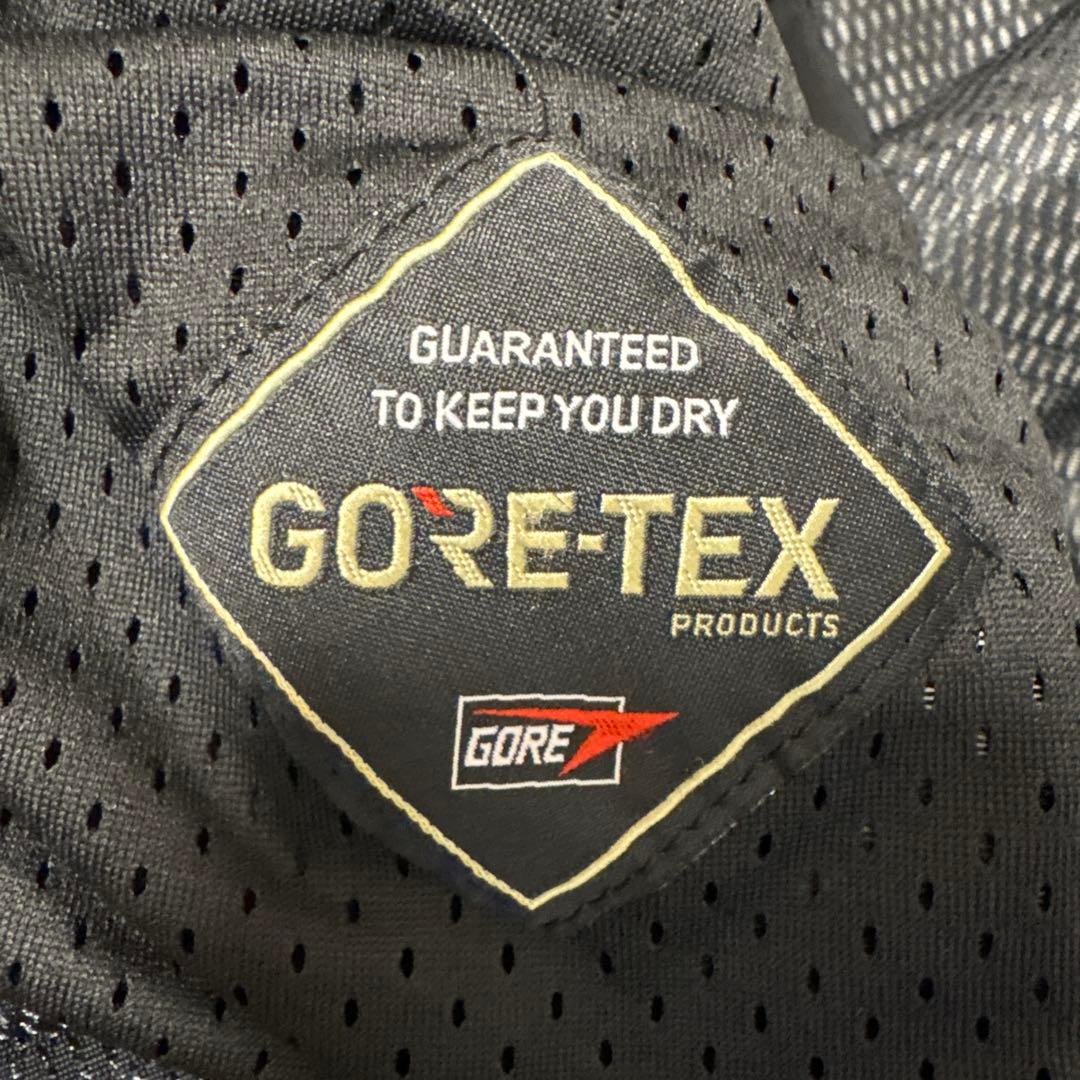 GUARANTEED
TO KEEP YOU DRY
GORE-TEX
PRODUCTS
GORE